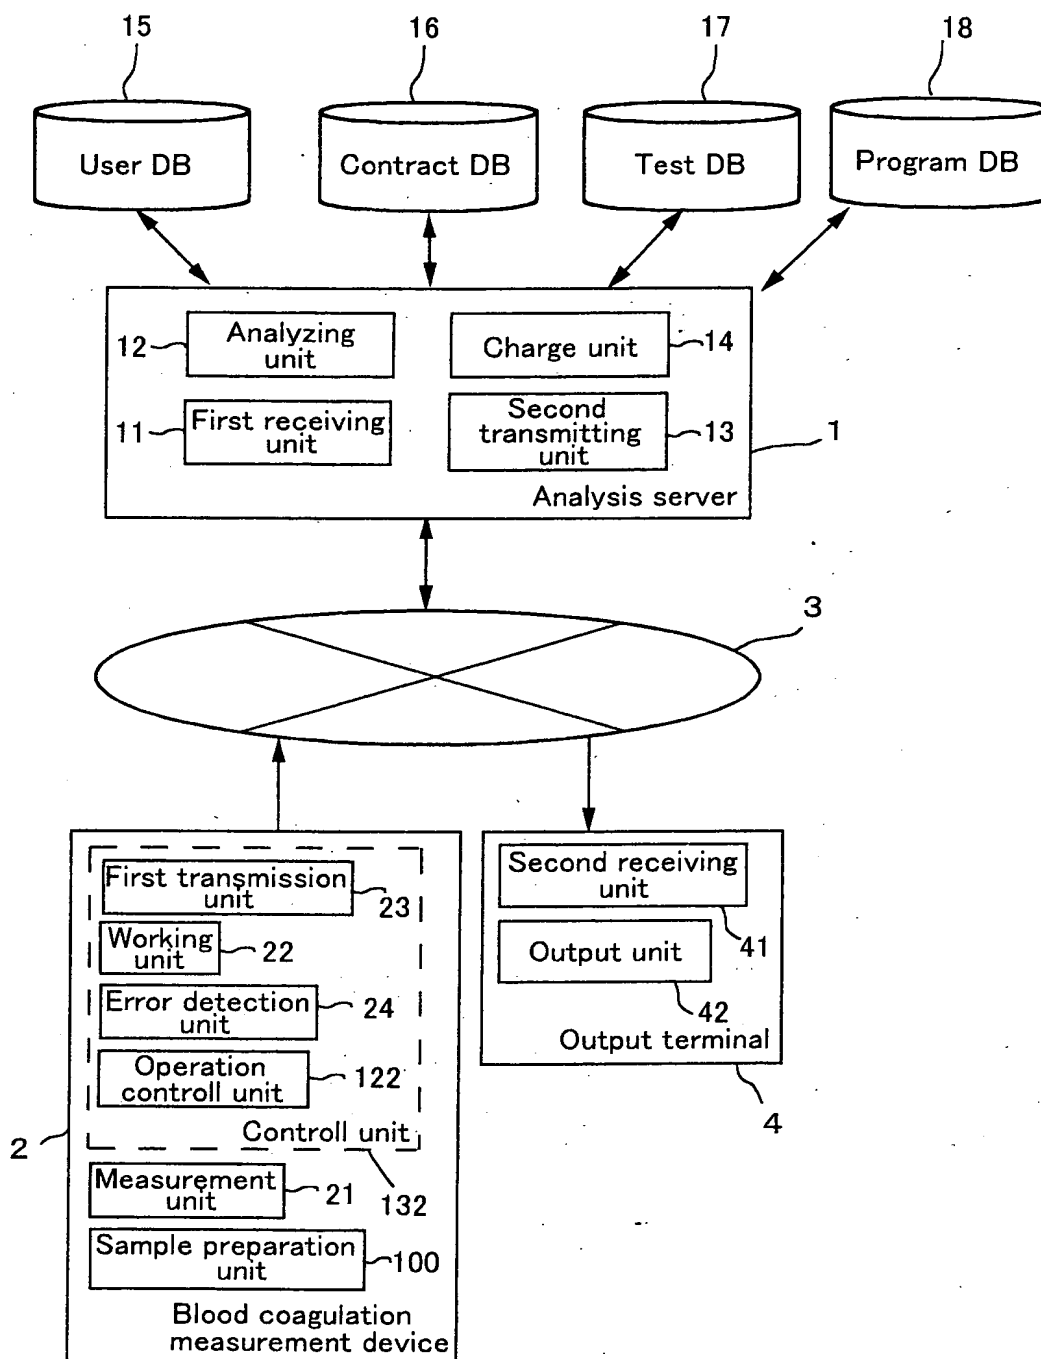 15
16
17
18
User DB
Contract DB
Test DB
Program DB
12
Analyzing
unit
Charge unit
14
11
First receiving
unit
Second
transmitting
unit
13
1
Analysis server
3
First transmission
unit
23
Working
unit
22
Error detection
unit
24
Operation
controll unit
122
Controll unit
132
2
Measurement
unit
21
Sample preparation
unit
100
Blood coagulation
measurement device
Second receiving
unit
41
Output unit
42
Output terminal
4